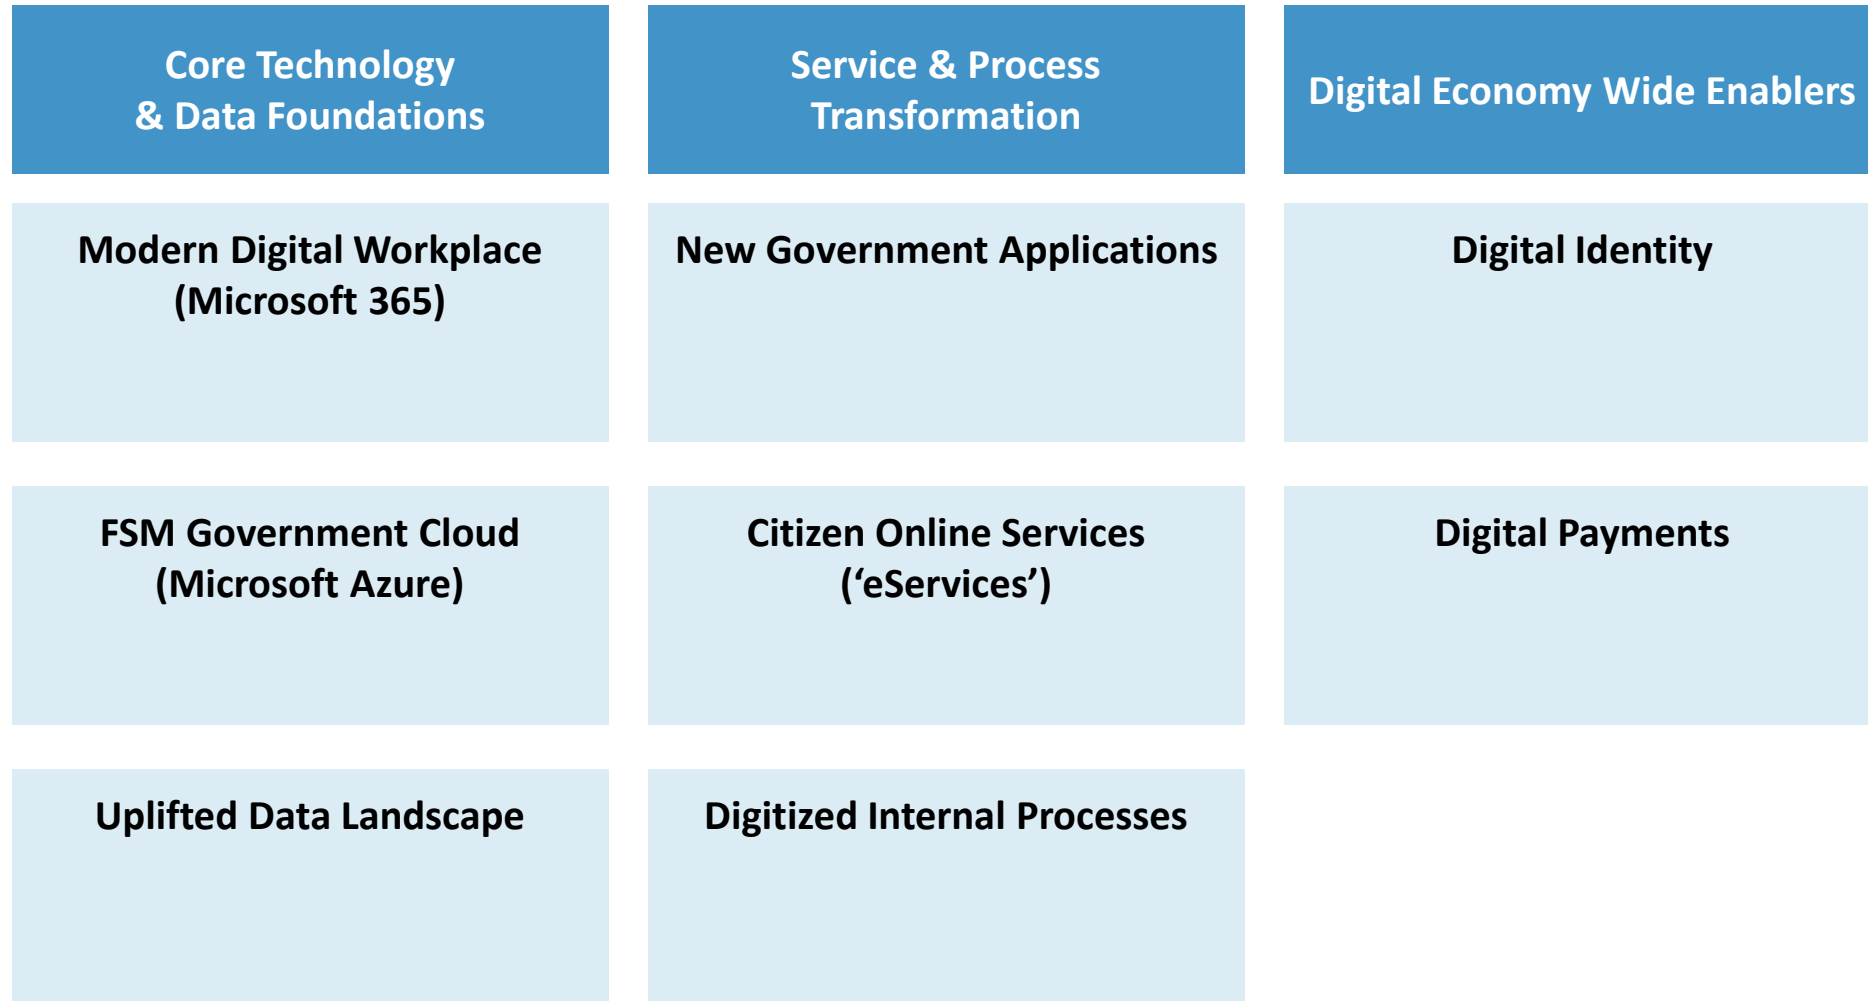 Core Technology
& Data Foundations
Service & Process
Transformation
Digital Economy Wide Enablers
Modern Digital Workplace
(Microsoft 365)
New Government Applications
Digital Identity
FSM Government Cloud
(Microsoft Azure)
Citizen Online Services
(‘eServices’)
Digital Payments
Uplifted Data Landscape
Digitized Internal Processes